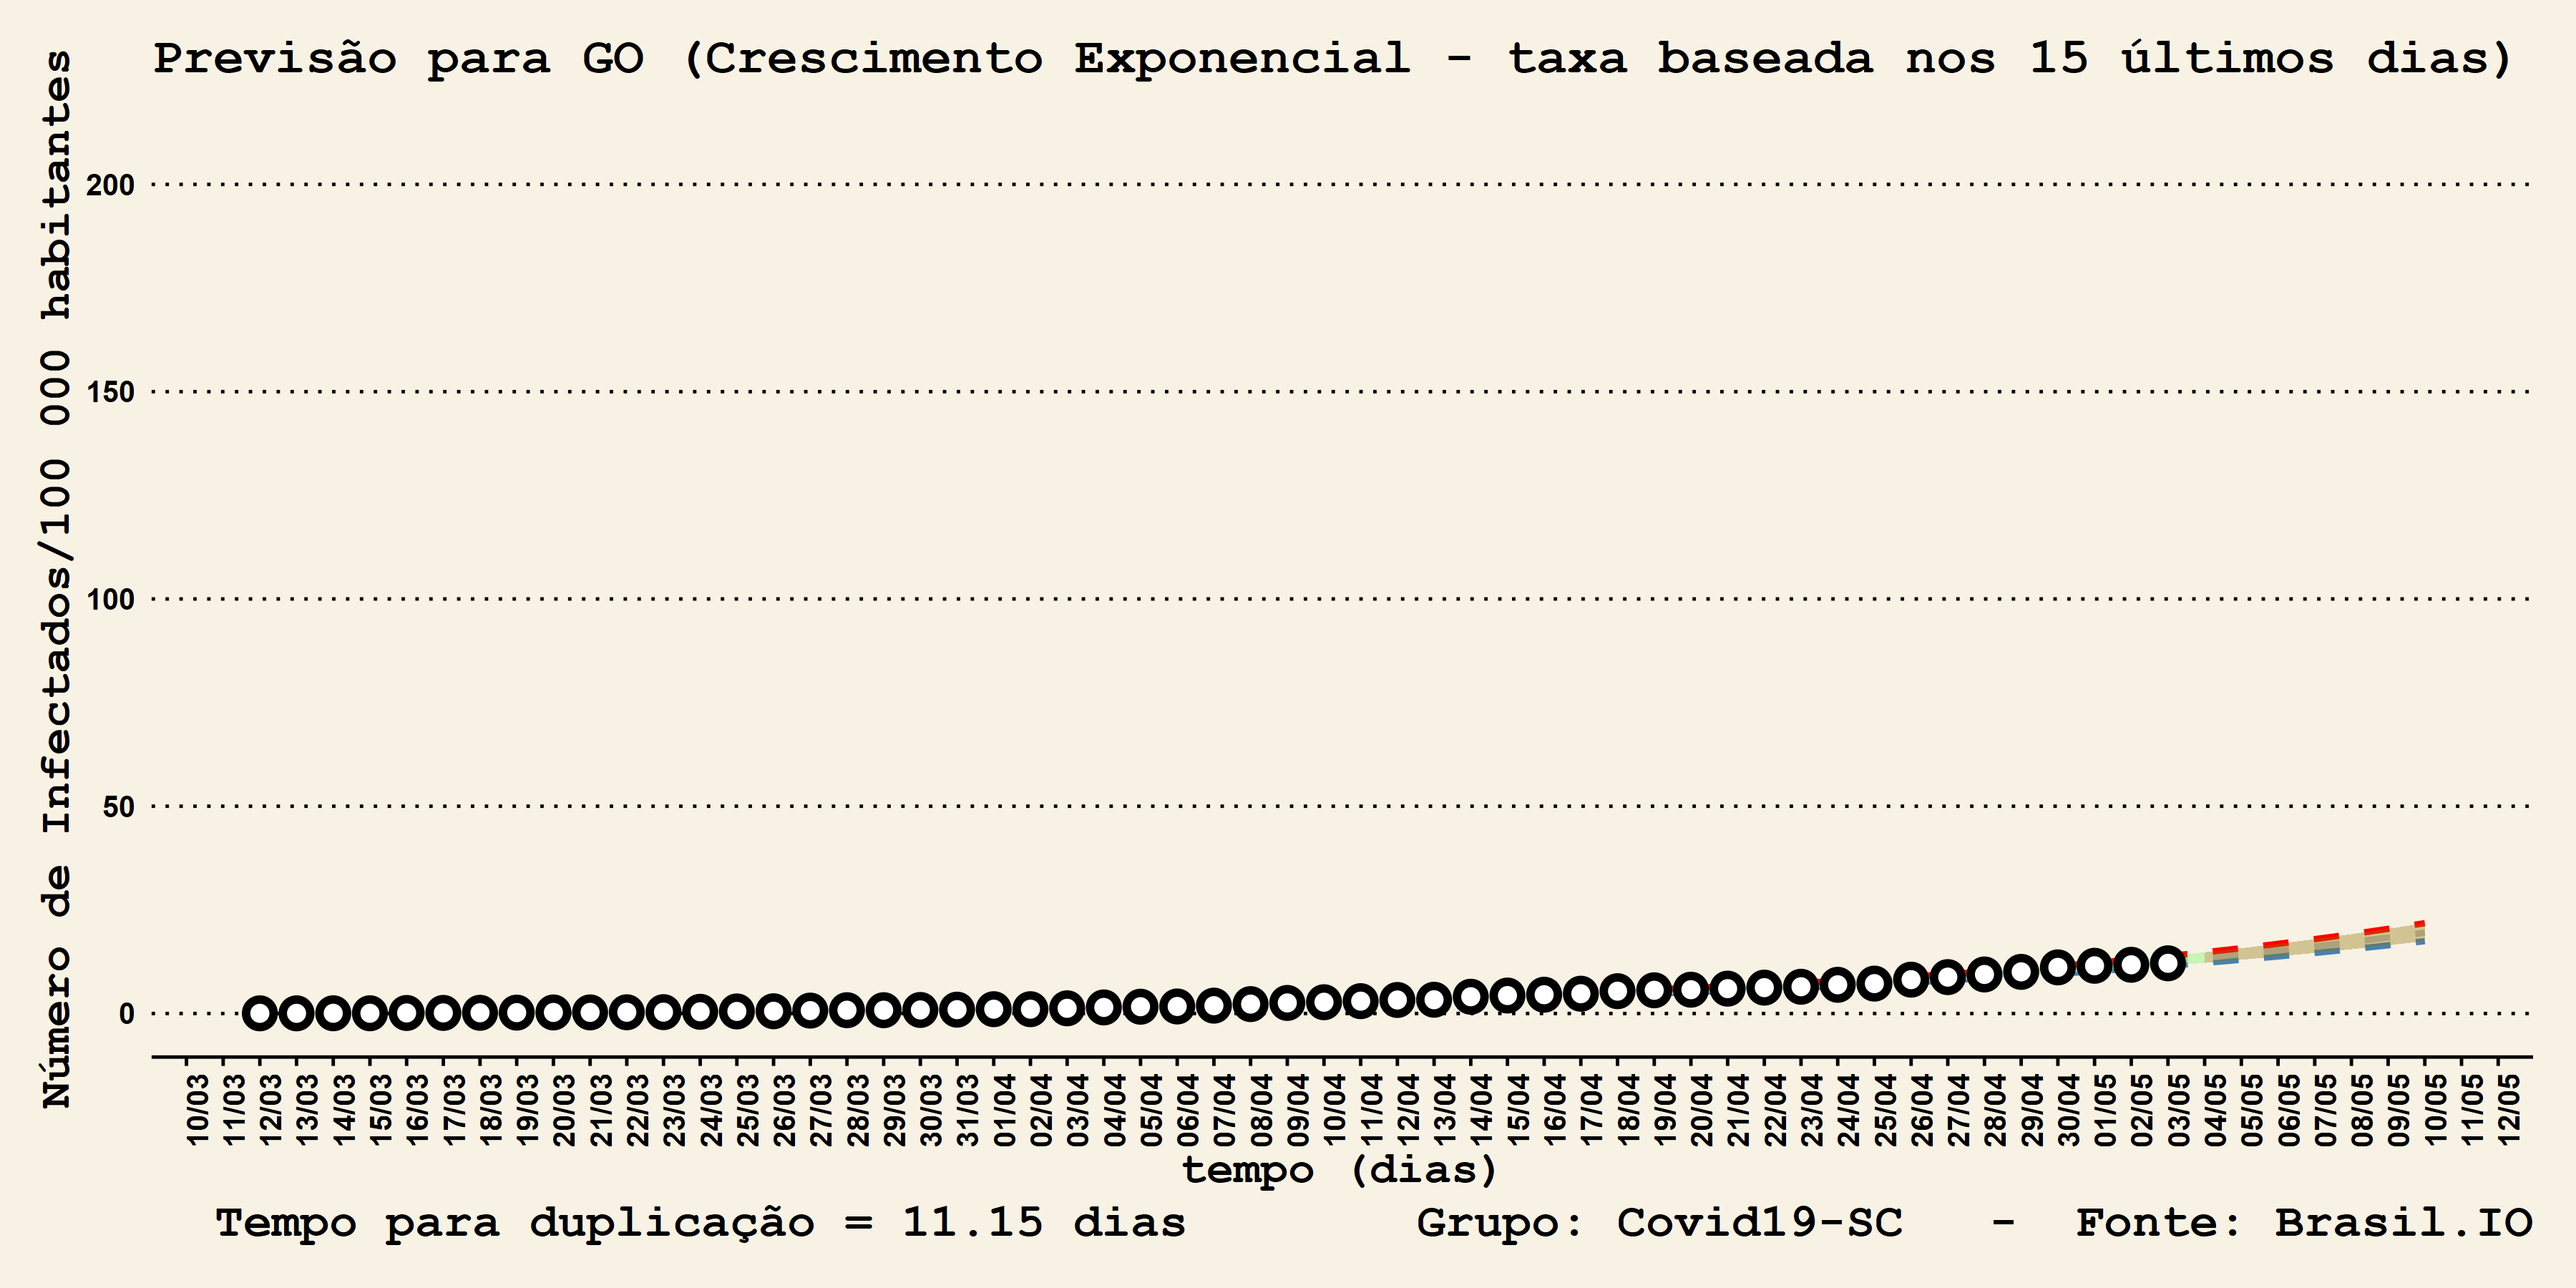 Previsão para GO (Crescimento Exponencial - taxa baseada nos 15 últimos dias)
Número de Infectados/100 000 habitantes
200
150
100
50
0
10/03 11/03 12/03 13/03 14/03 15/03 16/03 17/03 18/03 19/03 20/03 21/03 22/03 23/03 24/03 25/03 26/03 27/03 28/03 29/03 30/03 31/03 01/04 02/04 03/04 04/04 05/04 06/04 07/04 08/04 09/04 10/04 11/04 12/04 13/04 14/04 15/04 16/04 17/04 18/04 19/04 20/04 21/04 22/04 23/04 24/04 25/04 26/04 27/04 28/04 29/04 30/04 01/05 02/05 03/05 04/05 05/05 06/05 07/05 08/05 09/05 10/05 11/05 12/05
tempo (dias)
Tempo para duplicação = 11.15 dias Grupo: Covid19-SC - Fonte: Brasil.IO